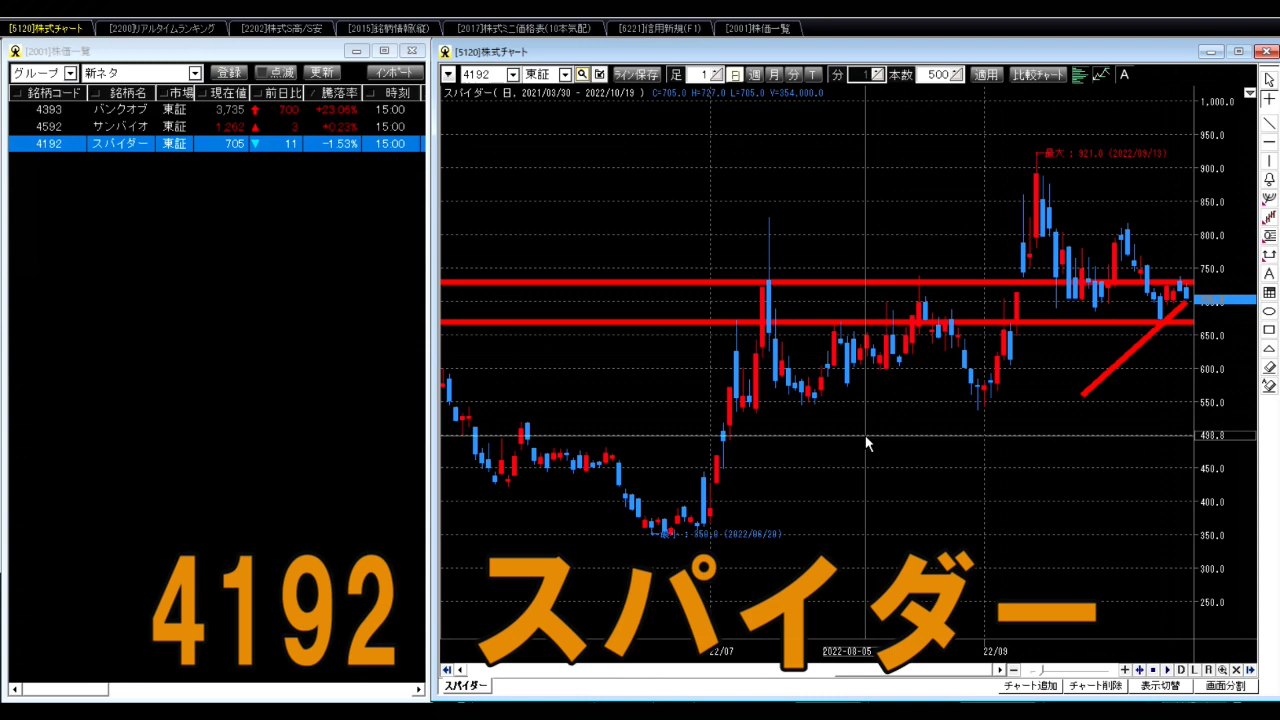 [5120]株式チャート [2200]リアルタイムランキング [2202]株式S高/S安 [2015]銘柄情報(縦) [2017]株式ミニ価格表(10本気配) [6221]信用新規(F1) [2001]株価一覧
[2001]株価一覧
グループ 新ネタ 登録 点滅 更新 インポート
銘柄コード 銘柄名 市場 現在値 前日比 騰落率 時刻
4393 バンクオブ 東証 3,735 700 +23.06% 15:00
4592 サンバイオ 東証 1,262 3 +0.23% 15:00
4192 スパイダー 東証 705 11 -1.53% 15:00
[5120]株式チャート
4192 東証 ライン保存 足 1 日 週 月 分 T 分 1 本数 500 適用 比較チャート A
スパイダー( 日, 2021/03/30 - 2022/10/19 ) C=705.0 H=727.0 L=705.0 V=354,000.0
1,000.0
950.0
最大 : 921.0 (2022/09/13)
900.0
850.0
800.0
750.0
650.0
600.0
550.0
498.0
450.0
400.0
350.0 (2022/06/20)
350.0
300.0
250.0
22/07 2022-08-05 22/09
4192
スパイダー
D L R
スパイダー
チャート追加 チャート削除 表示切替 画面分割